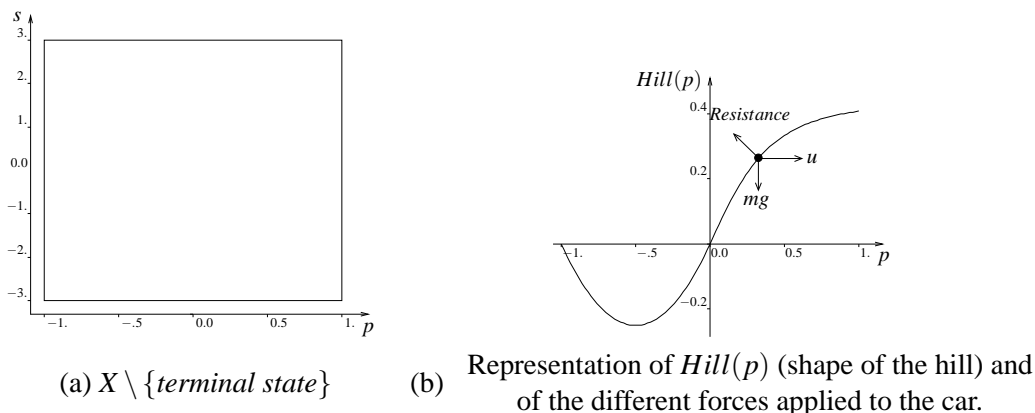 s
3.
2.
1.
0.0
−1.
−2.
−3.
−1.
−.5
0.0
0.5
1.
p
(a) X \ {terminal state}
Hill(p)
0.4
Resistance
u
0.2
mg
−1.
−.5
0.0
0.5
1.
p
−0.2
(b)
Representation of Hill(p) (shape of the hill) and
of the different forces applied to the car.